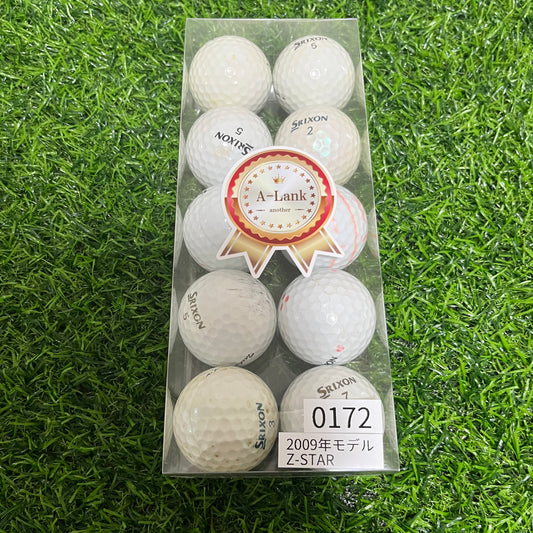 SRIXON
5
SRIXON
5
SRIXON
2
A-Lank
another
SRIXON
5
SRIXON
7
SRIXON
3
0172
2009年モデル
Z-STAR